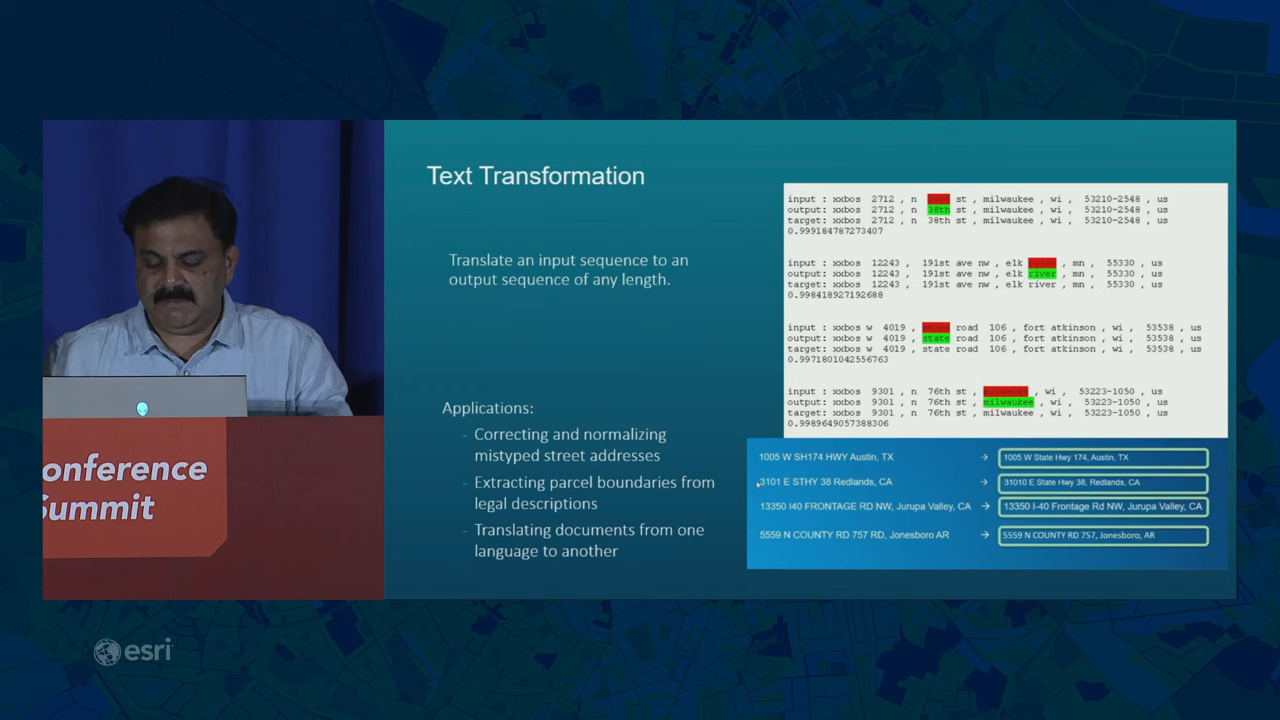 Text Transformation
Translate an input sequence to an
output sequence of any length.
Applications:
- Correcting and normalizing
mistyped street addresses
- Extracting parcel boundaries from
legal descriptions
- Translating documents from one
language to another
input : xxbos 2712 , n st , milwaukee , wi , 53210-2548 , us
output: xxbos 2712 , n 38th st , milwaukee , wi , 53210-2548 , us
target: xxbos 2712 , n 38th st , milwaukee , wi , 53210-2548 , us
0.999184787273407
input : xxbos 12243 , 191st ave nw , elk , mn , 55330 , us
output: xxbos 12243 , 191st ave nw , elk river , mn , 55330 , us
target: xxbos 12243 , 191st ave nw , elk river , mn , 55330 , us
0.998418927192688
input : xxbos w 4019 , road 106 , fort atkinson , wi , 53538 , us
output: xxbos w 4019 , state road 106 , fort atkinson , wi , 53538 , us
target: xxbos w 4019 , state road 106 , fort atkinson , wi , 53538 , us
0.9971801042556763
input : xxbos 9301 , n 76th st , , wi , 53223-1050 , us
output: xxbos 9301 , n 76th st , milwaukee , wi , 53223-1050 , us
target: xxbos 9301 , n 76th st , milwaukee , wi , 53223-1050 , us
0.9989649057388306
1005 W SH174 HWY Austin, TX → 1005 W State Hwy 174, Austin, TX
3101 E STHY 38 Redlands, CA → 31010 E State Hwy 38, Redlands, CA
13350 I40 FRONTAGE RD NW, Jurupa Valley, CA → 13350 I-40 Frontage Rd NW, Jurupa Valley, CA
5559 N COUNTY RD 757 RD, Jonesboro AR → 5559 N COUNTY RD 757, Jonesboro, AR
onference
Summit
esri